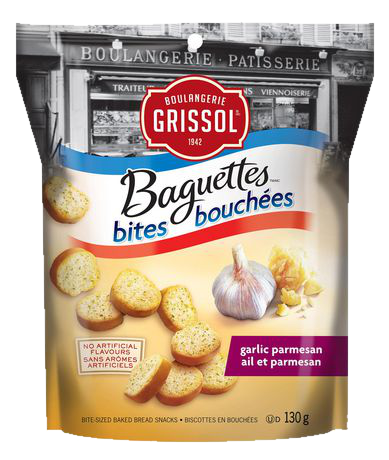 BOULANGERIE - PATISSERIE
TRAITEUR
VIENNOISERIE
BOULANGERIE
GRISSOL
1942
Baguettes
bites bouchées
NO ARTIFICIAL
FLAVOURS
SANS ARÔMES
ARTIFICIELS
garlic parmesan
ail et parmesan
BITE-SIZED BAKED BREAD SNACKS • BISCOTTES EN BOUCHÉES
U D 130 g